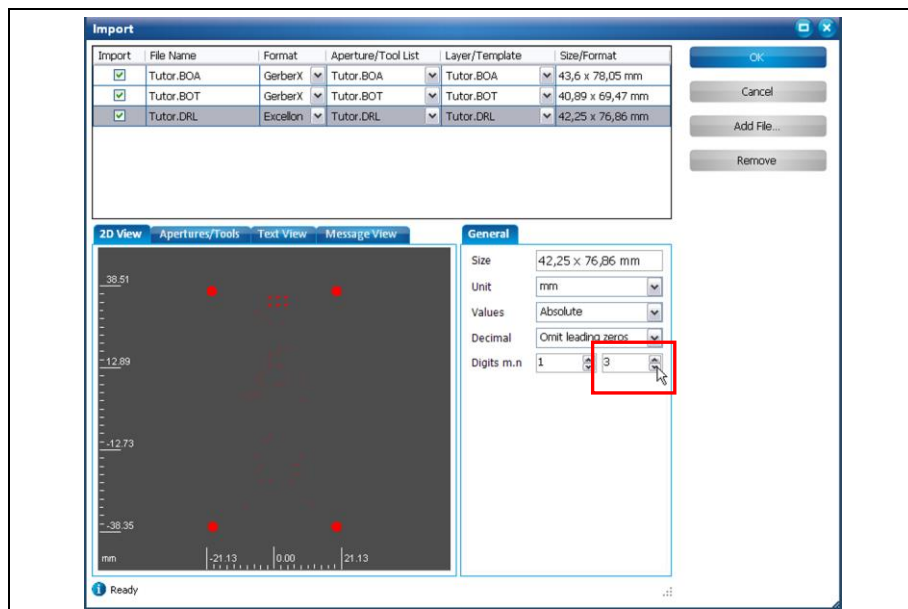 Import
Import File Name Format Aperture/Tool List Layer/Template Size/Format
Tutor.BOA GerberX Tutor.BOA Tutor.BOA 43,6 x 78,05 mm
Tutor.BOT GerberX Tutor.BOT Tutor.BOT 40,89 x 69,47 mm
Tutor.DRL Excellon Tutor.DRL Tutor.DRL 42,25 x 76,86 mm
OK
Cancel
Add File...
Remove
2D View Apertures/Tools Text View Message View
38.51
12.89
-12.73
-38.35
mm -21.13 0.00 21.13
General
Size 42,25 x 76,86 mm
Unit mm
Values Absolute
Decimal Omit leading zeros
Digits m.n 1 3
Ready